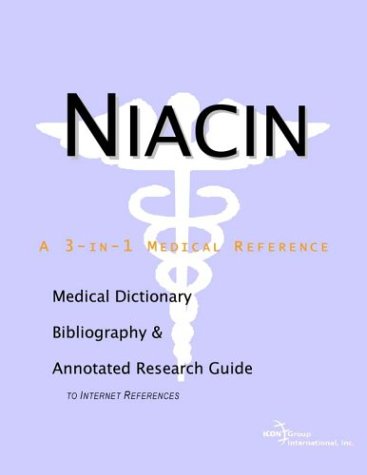 NIACIN
A 3-IN-1 MEDICAL REFERENCE
Medical Dictionary
Bibliography &
Annotated Research Guide
TO INTERNET REFERENCES
ICON Group
International, Inc.